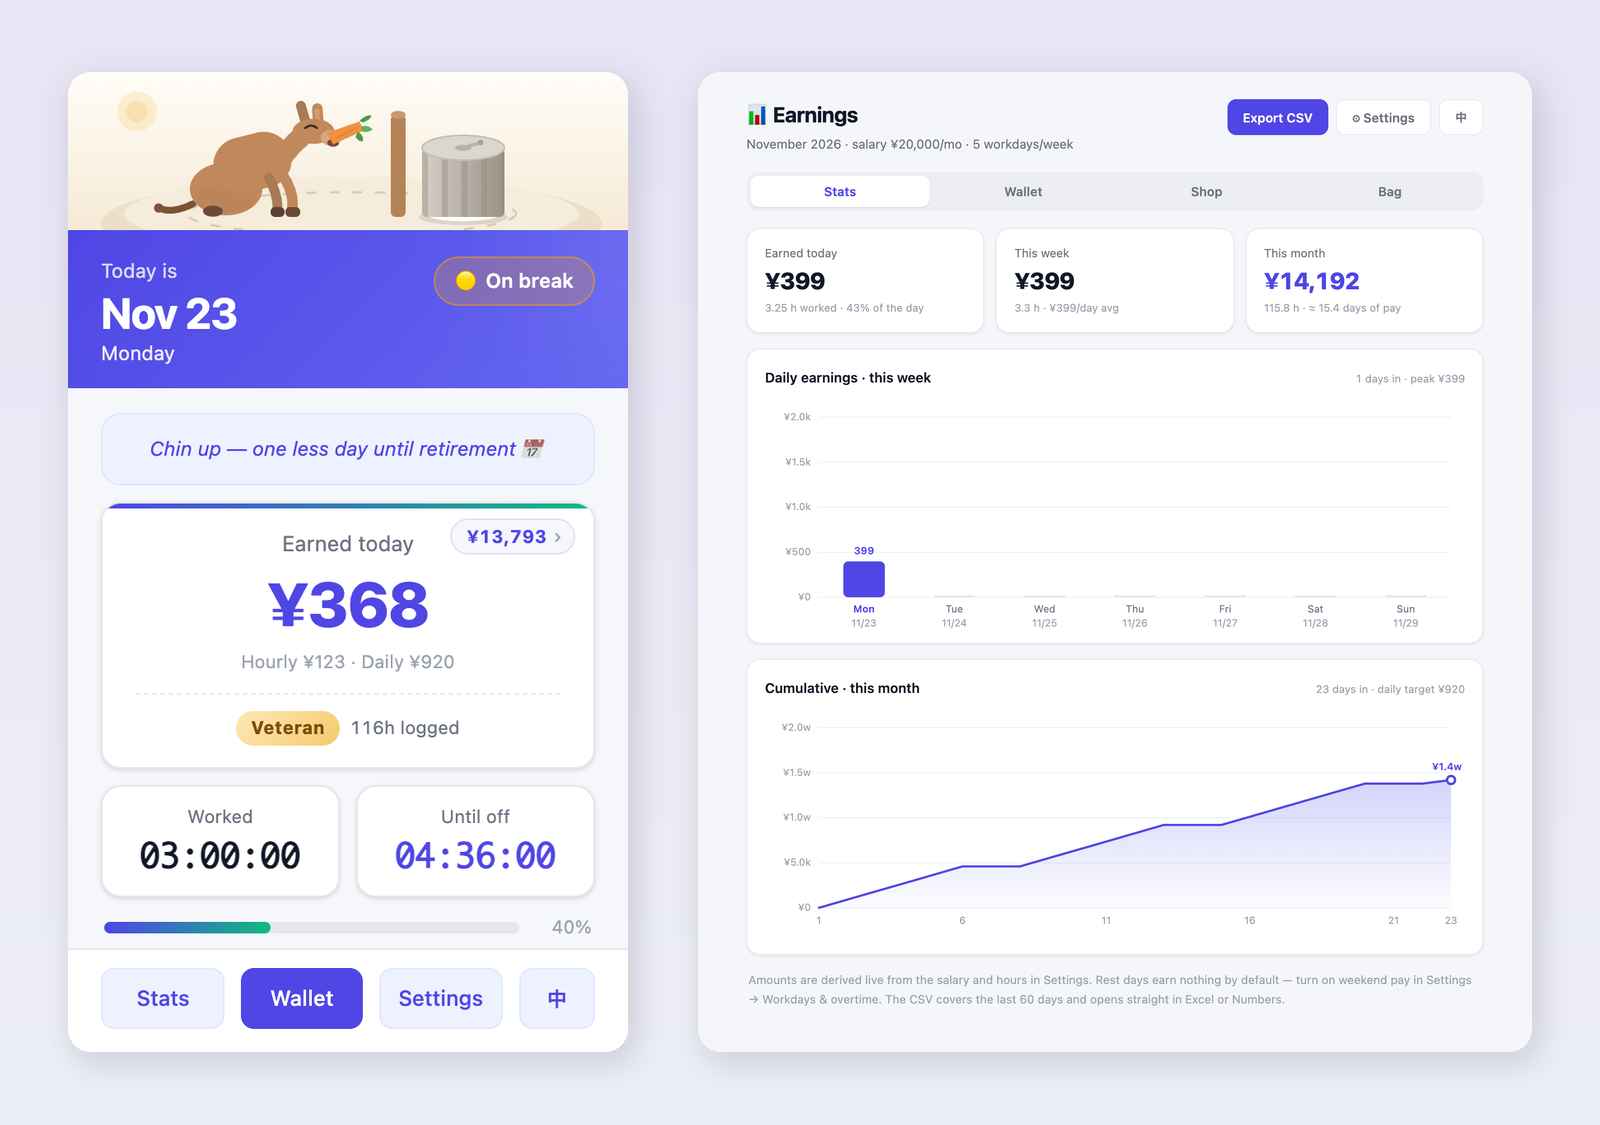 Today is
Nov 23
Monday
On break
Chin up — one less day until retirement
17
Earned today
¥13,793 ›
¥368
Hourly ¥123 · Daily ¥920
Veteran 116h logged
Worked
03:00:00
Until off
04:36:00
40%
Stats
Wallet
Settings
中
Earnings
November 2026 · salary ¥20,000/mo · 5 workdays/week
Export CSV
Settings
中
Stats
Wallet
Shop
Bag
Earned today
¥399
3.25 h worked · 43% of the day
This week
¥399
3.3 h · ¥399/day avg
This month
¥14,192
115.8 h · ≈ 15.4 days of pay
Daily earnings · this week
1 days in · peak ¥399
¥2.0k
¥1.5k
¥1.0k
¥500
¥0
399
Mon
11/23
Tue
11/24
Wed
11/25
Thu
11/26
Fri
11/27
Sat
11/28
Sun
11/29
Cumulative · this month
23 days in · daily target ¥920
¥2.0w
¥1.5w
¥1.0w
¥5.0k
¥0
¥1.4w
1
6
11
16
21
23
Amounts are derived live from the salary and hours in Settings. Rest days earn nothing by default — turn on weekend pay in Settings
→ Workdays & overtime. The CSV covers the last 60 days and opens straight in Excel or Numbers.